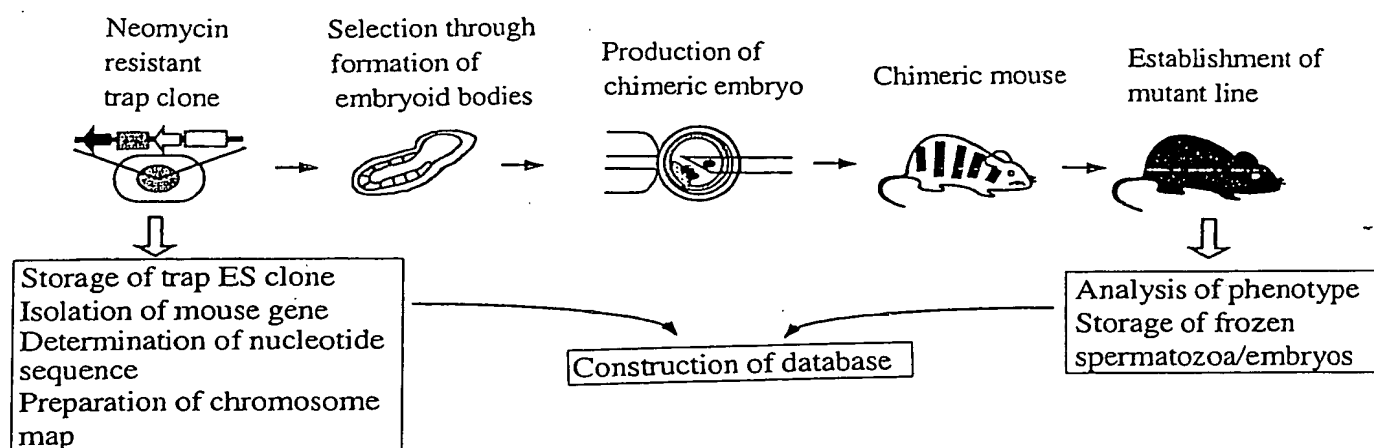 Neomycin
resistant
trap clone
Selection through
formation of
embryoid bodies
Production of
chimeric embryo
Chimeric mouse
Establishment of
mutant line
Storage of trap ES clone
Isolation of mouse gene
Determination of nucleotide
sequence
Preparation of chromosome
map
Construction of database
Analysis of phenotype
Storage of frozen
spermatozoa/embryos